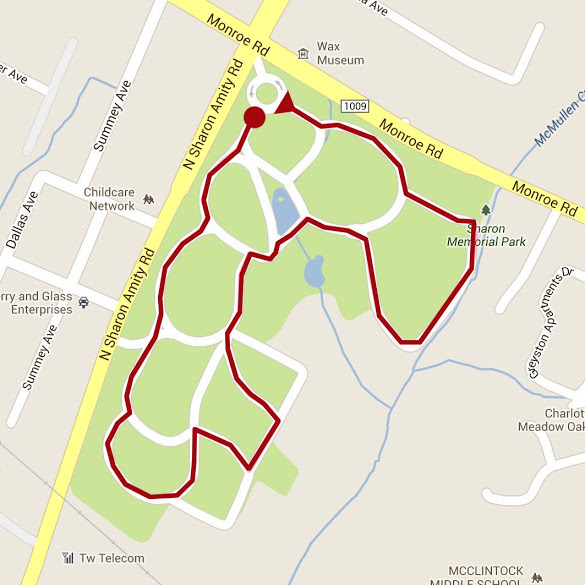 a Ave
Monroe Rd
Wax
Museum
er Ave
N Sharon Amity Rd
1009
Summey Ave
Monroe Rd
McMullen C
Childcare
Network
Dallas Ave
Monroe Rd
Sharon
Memorial Park
N Sharon Amity Rd
rry and Glass
Enterprises
Greyston Apartments Dr
Summey Ave
Charlot
Meadow Oak
Tw Telecom
MCCLINTOCK
MIDDLE SCHOOL